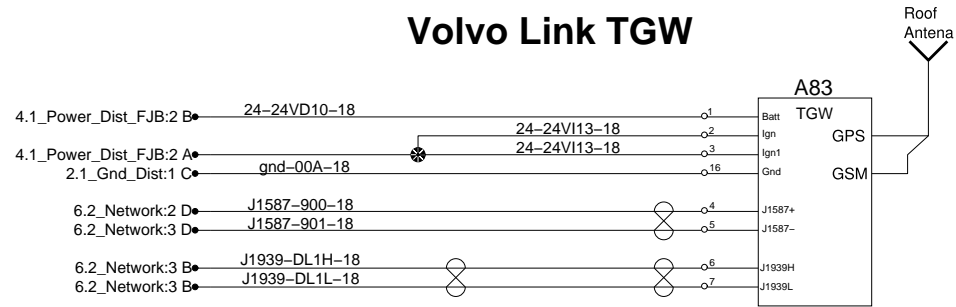 Volvo Link TGW
Roof
Antena
A83
4.1_Power_Dist_FJB:2 B 24–24VD10–18 1 Batt TGW
24–24VI13–18 2 Ign GPS
4.1_Power_Dist_FJB:2 A 24–24VI13–18 3 Ign1
2.1_Gnd_Dist:1 C gnd–00A–18 16 Gnd GSM
6.2_Network:2 D J1587–900–18 4 J1587+
6.2_Network:3 D J1587–901–18 5 J1587–
6.2_Network:3 B J1939–DL1H–18 6 J1939H
6.2_Network:3 B J1939–DL1L–18 7 J1939L